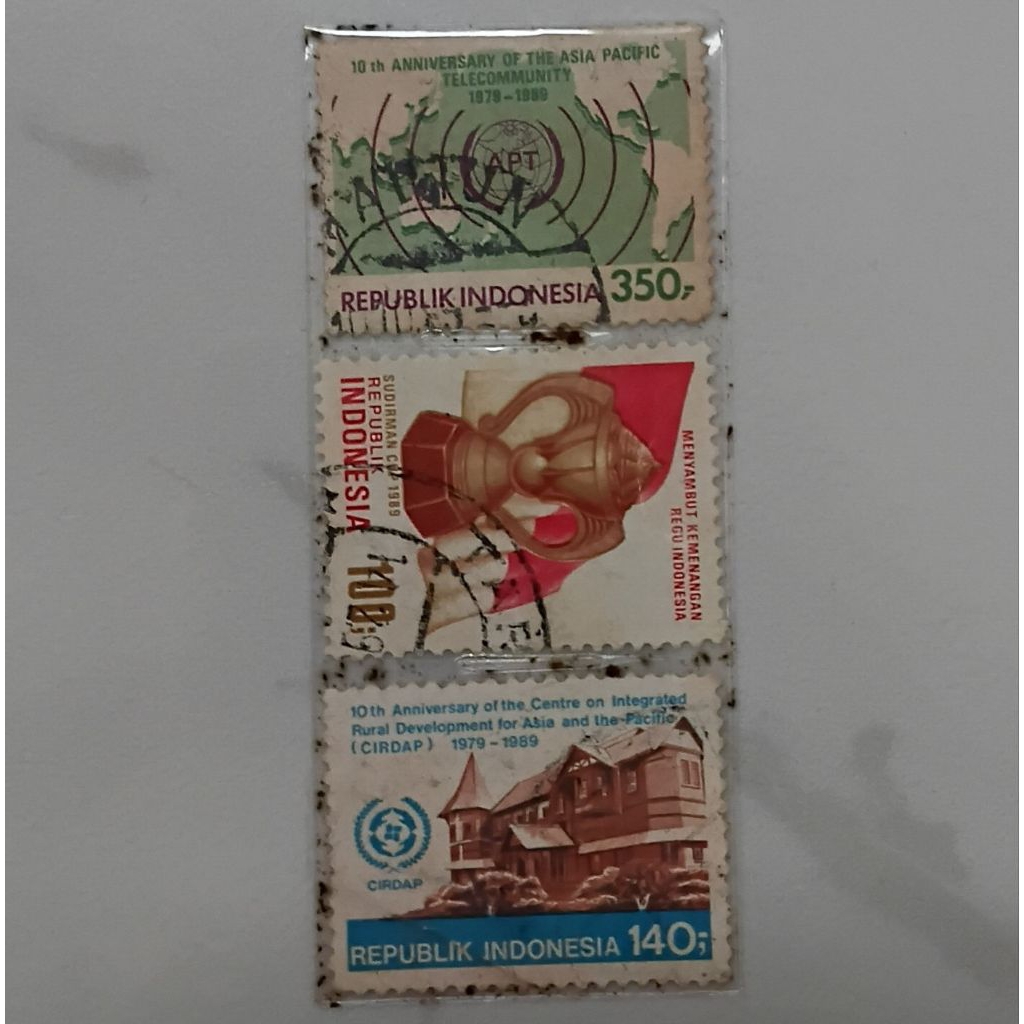 10 th ANNIVERSARY OF THE ASIA PACIFIC
TELECOMMUNITY
1979-1989
APT
REPUBLIK INDONESIA 350,-
MENYAMBUT KEMENANGAN
REGU INDONESIA
SUDIRMAN CUP 1989
REPUBLIK
INDONESIA
100,-
10th Anniversary of the Centre on Integrated
Rural Development for Asia and the Pacific
(CIRDAP) 1979-1989
CIRDAP
REPUBLIK INDONESIA 140,-